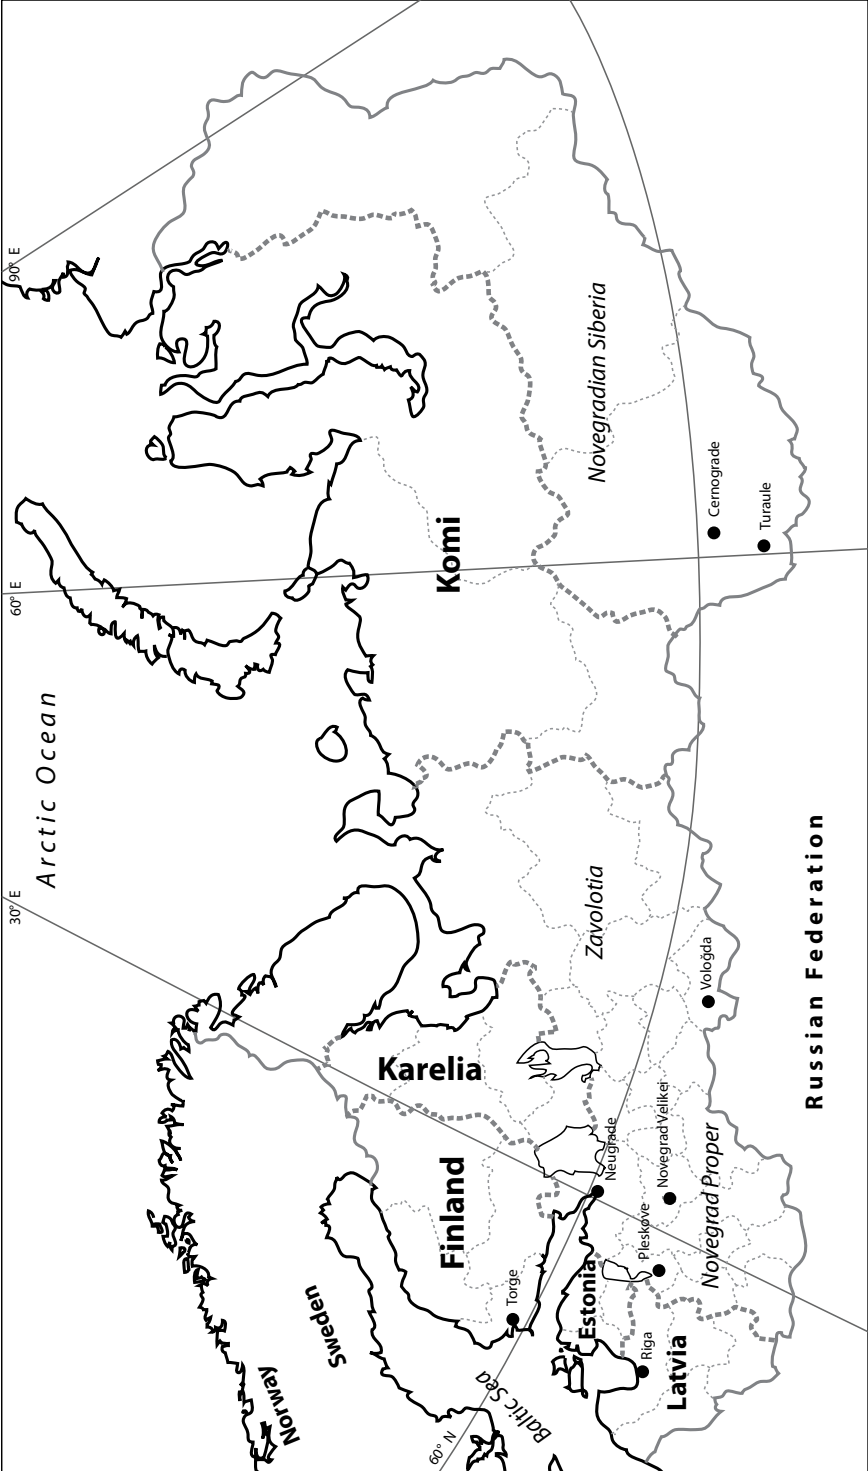 30° E
60° E
90° E
Arctic Ocean
Norway
Sweden
Finland
Karelia
Komi
Zavolotia
Novegradian Siberia
60° N
Baltic Sea
Torge
Estonia
Neugrade
Riga
Pleskove
Novegrad Velikei
Vologda
Cernograde
Turaule
Latvia
Novegrad Proper
Russian Federation